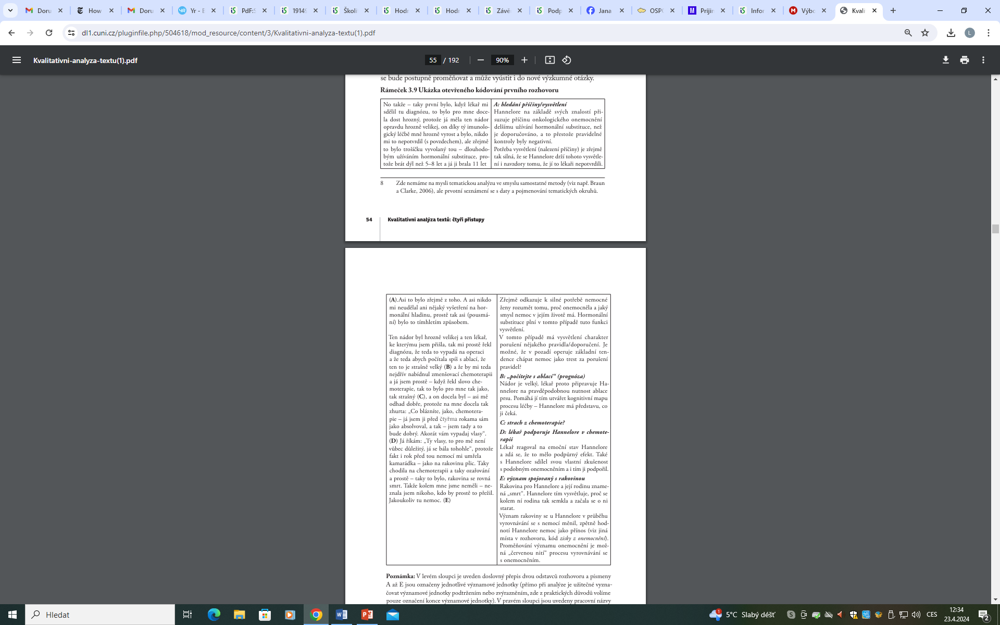 Doru
How
Doru
Yr - E
PdF:S
1914
Školi
Hodr
Hodr
Závě
Podp
Jana
OSPO
Prijin
Infor
Výbo
Kvali
dl1.cuni.cz/pluginfile.php/504618/mod_resource/content/3/Kvalitativni-analyza-textu(1).pdf
L
Kvalitativni-analyza-textu(1).pdf
55 / 192
90%
se bude postupně proměňovat a může vyústit i do nové výzkumné otázky.
Rámeček 3.9 Ukázka otevřeného kódování prvního rozhovoru
No takže – taky první bylo, když lékař mi
sdělil tu diagnózu, to bylo pro mne doce-
la dost hrozný, protože já měla ten nádor
opravdu hrozně velikej, on díky tý imunolo-
gický léčbě mně hrozně vyrost a bylo, nikdo
mi to nepotvrdil (s povzdechem), ale zřejmě
to bylo trošíčku vyvolaný tou – dlouhodo-
bým užíváním hormonální substituce, pro-
tože brát dýl než 5–8 let a já ji brala 11 let
A: hledání příčiny/vysvětlení
Hannelore na základě svých znalostí při-
suzuje příčinu onkologického onemocnění
delšímu užívání hormonální substituce, než
je doporučováno, a to přestože pravidelné
kontroly byly negativní.
Potřeba vysvětlení (nalezení příčiny) je zřejmě
tak silná, že se Hannelore drží tohoto vysvětle-
ní i navzdory tomu, že jí to lékaři nepotvrdili.
8 Zde nemáme na mysli tematickou analýzu ve smyslu samostatné metody (viz např. Braun
a Clarke, 2006), ale prvotní seznámení se s daty a pojmenování tematických okruhů.
54 Kvalitativní analýza textů: čtyři přístupy
(A).Asi to bylo zřejmě z toho. A asi nikdo
mi neudělal ani nějaký vyšetření na hor-
monální hladinu, prostě tak asi (pousmá-
ní) bylo to tímhletím způsobem.
Ten nádor byl hrozně velikej a ten lékař,
ke kterýmu jsem přišla, tak mi prostě řekl
diagnózu, že teda to vypadá na operaci
a že teda abych počítala spíš s ablací, že
ten to je strašně velký (B) a že by mi teda
nejdřív nabídnul zmenšovací chemoterapii
a já jsem prostě – když řekl slovo che-
moterapie, tak to bylo pro mne tak jako,
tak strašný (C), a on docela byl – asi mě
odhad dobře, protože na mne docela tak
zhurta: „Co blázníte, jako, chemotera-
pie – já jsem ji před čtyřma rokama sám
jako absolvoval, a tak – jsem tady a to
bude dobrý. Akorát vám vypadaj vlasy“.
(D) Já říkám: „Ty vlasy, to pro mě není
vůbec důležitý, já se bála tohohle“, protože
fakt i rok před tou nemocí mi umřela
kamarádka – jako na rakovinu plic. Taky
chodila na chemoterapii a taky ozařování
a prostě – taky to bylo, rakovina se rovná
smrt. Takže kolem mne jsme neměli – ne-
znala jsem nikoho, kdo by prostě to přežil.
Jakoukoliv tu nemoc. (E)
Zřejmě odkazuje k silné potřebě nemocné
ženy rozumět tomu, proč onemocněla a jaký
smysl nemoc v jejím životě má. Hormonální
substituce plní v tomto případě tuto funkci
vysvětlení.
V tomto případě má vysvětlení charakter
porušení nějakého pravidla/doporučení. Je
možné, že v pozadí operuje základní ten-
dence chápat nemoc jako trest za porušení
pravidel?
B: „počítejte s ablací“ (prognóza)
Nádor je velký, lékař proto připravuje Ha-
nnelore na pravděpodobnou nutnost ablace
prsu. Pomáhá jí tím utvářet kognitivní mapu
procesu léčby – Hannelore má představu, co
ji čeká.
C: strach z chemoterapie?
D: lékař podporuje Hannelore v chemote-
rapii
Lékař reagoval na emoční stav Hannelore
a zdá se, že to mělo podpůrný efekt. Také
s Hannelore sdílel svou vlastní zkušenost
s podobným onemocněním a i tím ji podpořil.
E: význam spojovaný s rakovinou
Rakovina pro Hannelore a její rodinu zname-
ná „smrt“. Hannelore tím vysvětluje, proč se
kolem ní rodina tak semkla a začala se o ni
starat.
Význam rakoviny se u Hannelore v průběhu
vyrovnávání se s nemocí měnil, zpětně hod-
notí Hannelore nemoc jako přínos (viz jiná
místa v rozhovoru, kód zisky z onemocnění).
Proměňování významu onemocnění je mož-
ná „červenou nití“ procesu vyrovnávání se
s onemocněním.
Poznámka: V levém sloupci je uveden doslovný přepis dvou odstavců rozhovoru a písmeny
A až E jsou označeny jednotlivé významové jednotky (přímo při analýze je užitečné vyzna-
čovat významové jednotky podtržením nebo zvýrazněním, zde z praktických důvodů volíme
pouze označení konce významové jednotky). V pravém sloupci jsou uvedeny pracovní názvy
Hledat
5°C Slabý déšť
CES
12:34
23.4.2024
2